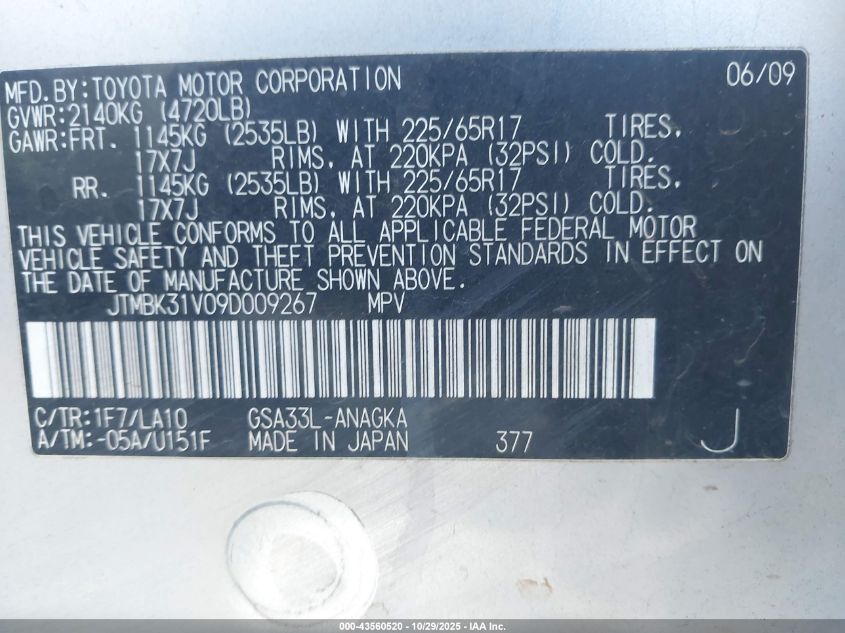 MFD.BY:TOYOTA MOTOR CORPORATION 06/09
GVWR:2140KG (4720LB)
GAWR:FRT. 1145KG (2535LB) WITH 225/65R17 TIRES,
17X7J RIMS, AT 220KPA (32PSI) COLD.
RR. 1145KG (2535LB) WITH 225/65R17 TIRES,
17X7J RIMS, AT 220KPA (32PSI) COLD.
THIS VEHICLE CONFORMS TO ALL APPLICABLE FEDERAL MOTOR
VEHICLE SAFETY AND THEFT PREVENTION STANDARDS IN EFFECT ON
THE DATE OF MANUFACTURE SHOWN ABOVE.
JTMBK31V09D009267 MPV
C/TR:1F7/LA10 GSA33L-ANAGKA
A/TM:-05A/U151F MADE IN JAPAN 377 J
000-43560520 - 10/29/2025 - IAA Inc.